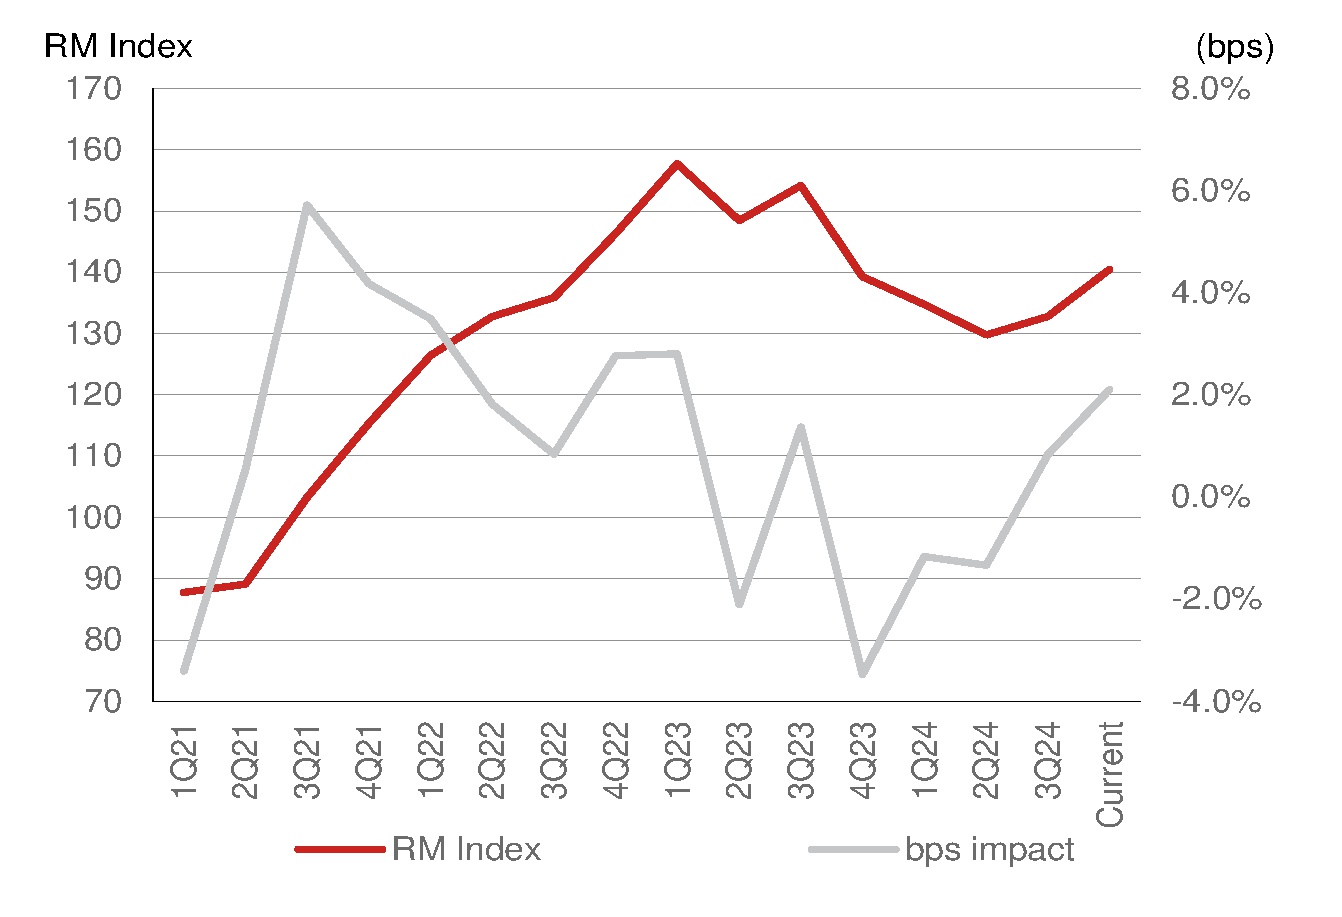 RM Index
(bps)
170
160
150
140
130
120
110
100
90
80
70
8.0%
6.0%
4.0%
2.0%
0.0%
-2.0%
-4.0%
1Q21
2Q21
3Q21
4Q21
1Q22
2Q22
3Q22
4Q22
1Q23
2Q23
3Q23
4Q23
1Q24
2Q24
3Q24
Current
RM Index
bps impact